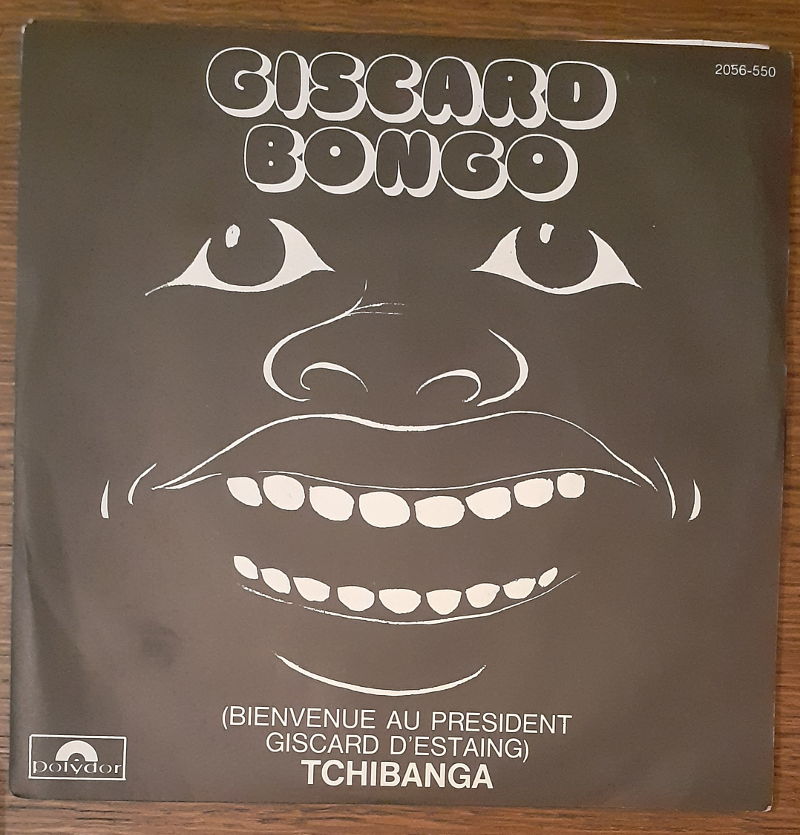 GISCARD
BONGO
2056-550
(BIENVENUE AU PRESIDENT
GISCARD D'ESTAING)
TCHIBANGA
polydor